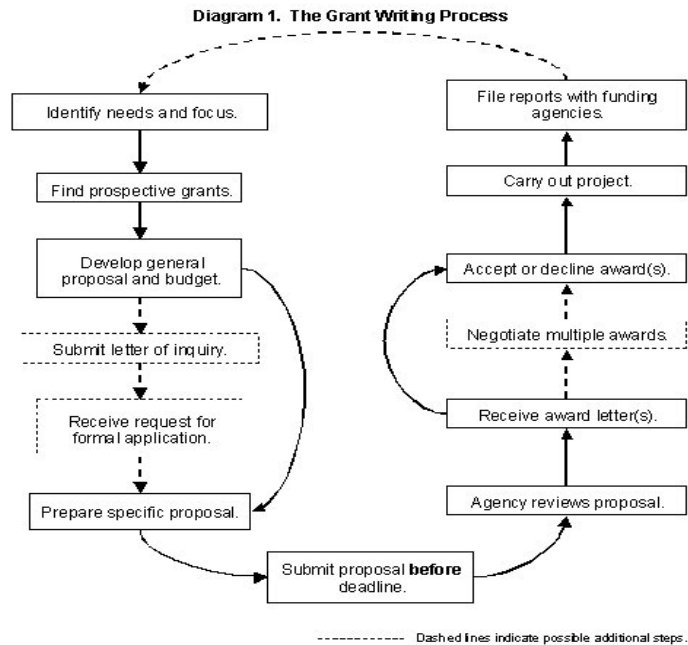 Diagram 1. The Grant Writing Process
Identify needs and focus.
Find prospective grants.
Develop general
proposal and budget.
Submit letter of inquiry.
Receive request for
formal application.
Prepare specific proposal.
Submit proposal before
deadline.
Agency reviews proposal.
Receive award letter(s).
Negotiate multiple awards.
Accept or decline award(s).
Carry out project.
File reports with funding
agencies.
Dashed lines indicate possible additional steps.